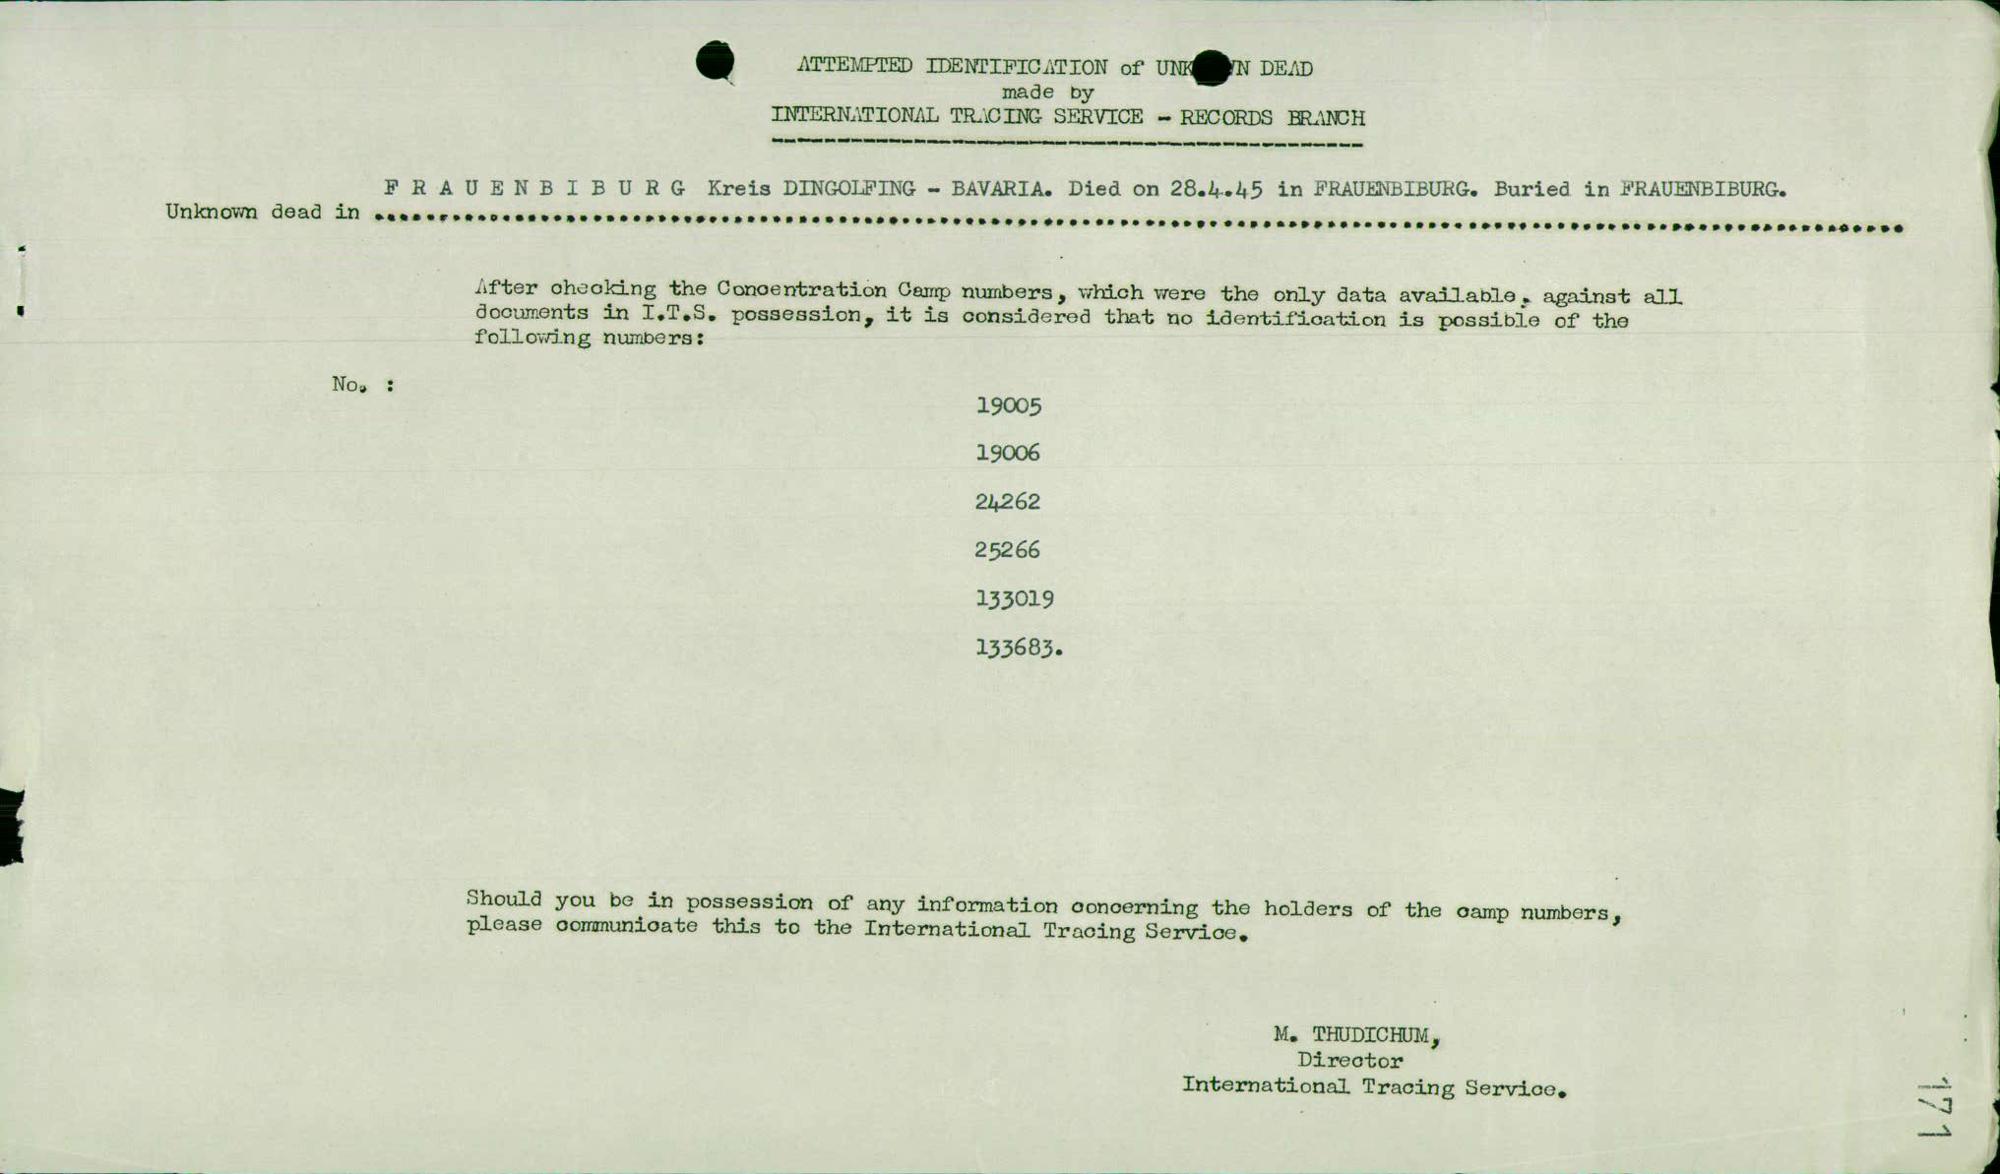 ATTEMPTED IDENTIFICATION of UNK N DEAD
made by
INTERNATIONAL TRACING SERVICE - RECORDS BRANCH
F R A U E N B I B U R G Kreis DINGOLFING - BAVARIA. Died on 28.4.45 in FRAUENBIBURG. Buried in FRAUENBIBURG.
Unknown dead in
After checking the Concentration Camp numbers, which were the only data available, against all
documents in I.T.S. possession, it is considered that no identification is possible of the
following numbers:
No. :
19005
19006
24262
25266
133019
133683.
Should you be in possession of any information concerning the holders of the camp numbers,
please communicate this to the International Tracing Service.
M. THUDICHUM,
Director
International Tracing Service.
171